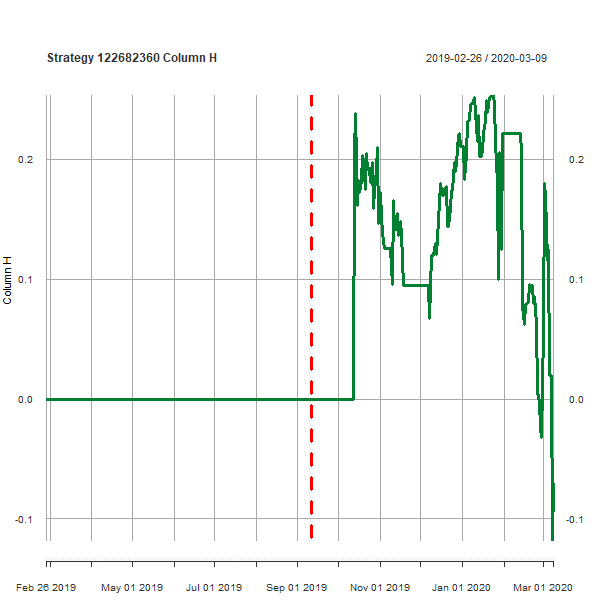 Strategy 122682360 Column H
2019-02-26 / 2020-03-09
0.2
0.2
0.1
0.1
Column H
0.0
0.0
-0.1
-0.1
Feb 26 2019
May 01 2019
Jul 01 2019
Sep 01 2019
Nov 01 2019
Jan 01 2020
Mar 01 2020